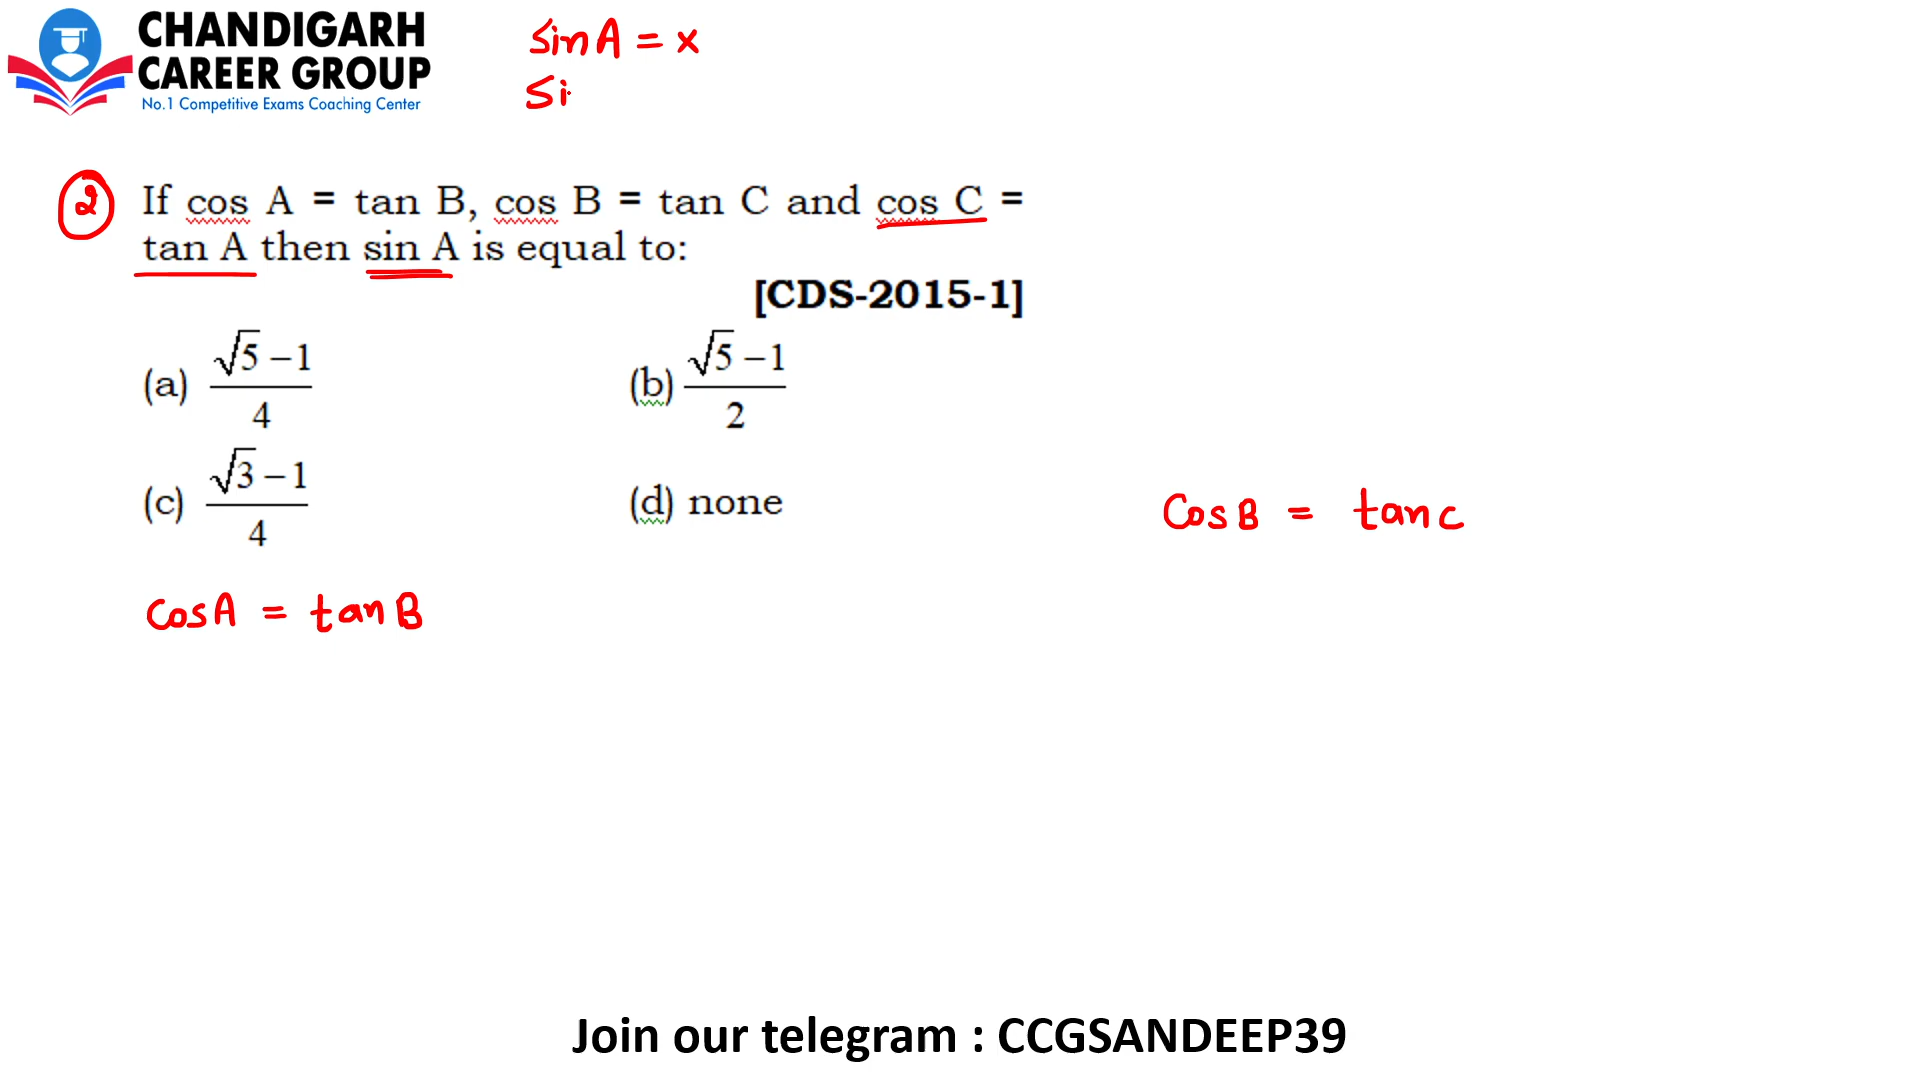 CHANDIGARH
CAREER GROUP
No.1 Competitive Exams Coaching Center
sin A = x
Si
2 If cos A = tan B, cos B = tan C and cos C =
tan A then sin A is equal to:
[CDS-2015-1]
(a) (√5 – 1)/4 (b) (√5 – 1)/2
(c) (√3 – 1)/4 (d) none
Cos B = tan c
cos A = tan B
Join our telegram : CCGSANDEEP39